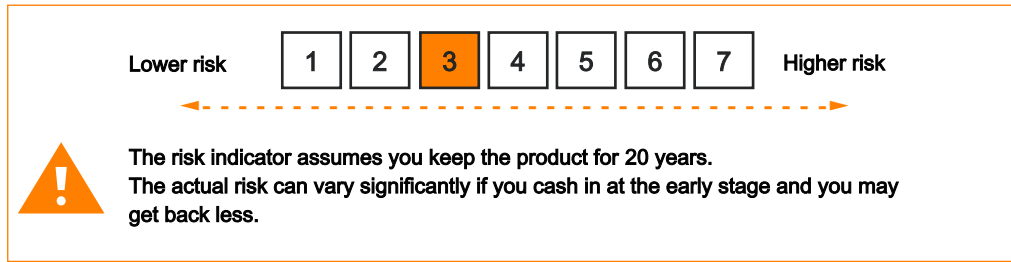 Lower risk 1 2 3 4 5 6 7 Higher risk
!
The risk indicator assumes you keep the product for 20 years.
The actual risk can vary significantly if you cash in at the early stage and you may
get back less.